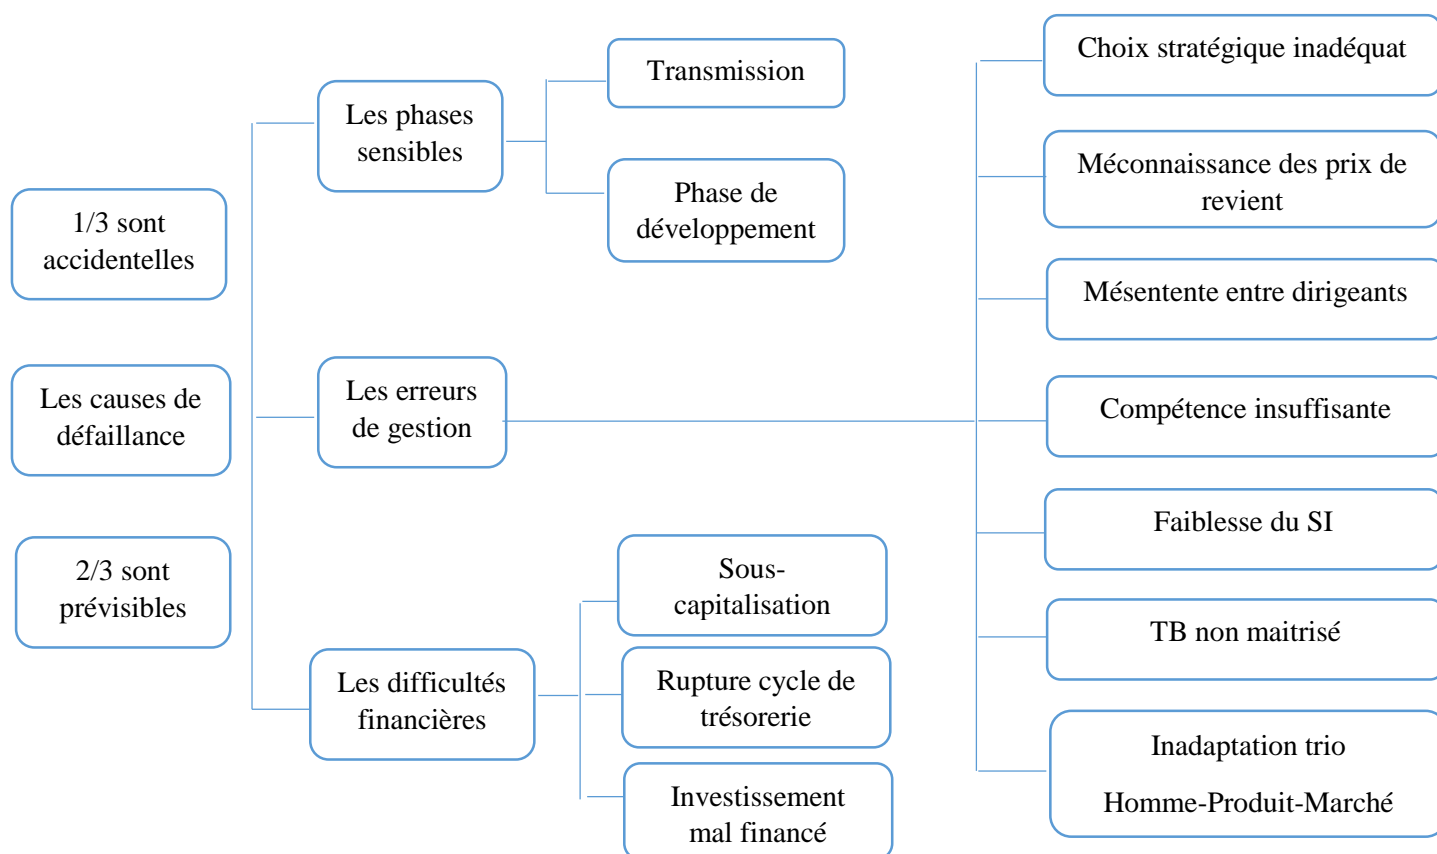 1/3 sont
accidentelles
Les causes de
défaillance
2/3 sont
prévisibles
Les phases
sensibles
Les erreurs
de gestion
Les difficultés
financières
Transmission
Phase de
développement
Sous-
capitalisation
Rupture cycle de
trésorerie
Investissement
mal financé
Choix stratégique inadéquat
Méconnaissance des prix de
revient
Mésentente entre dirigeants
Compétence insuffisante
Faiblesse du SI
TB non maitrisé
Inadaptation trio
Homme-Produit-Marché